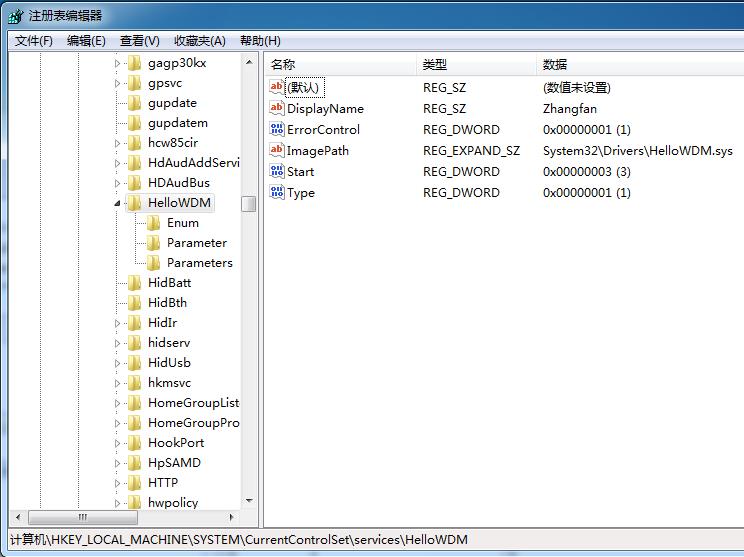 注册表编辑器
文件(F) 编辑(E) 查看(V) 收藏夹(A) 帮助(H)
gagp30kx
gpsvc
gupdate
gupdatem
hcw85cir
HdAudAddServi
HDAudBus
HelloWDM
Enum
Parameter
Parameters
HidBatt
HidBth
HidIr
hidserv
HidUsb
hkmsvc
HomeGroupList
HomeGroupPro
HookPort
HpSAMD
HTTP
hwpolicy
名称 类型 数据
ab (默认) REG_SZ (数值未设置)
ab DisplayName REG_SZ Zhangfan
ErrorControl REG_DWORD 0x00000001 (1)
ab ImagePath REG_EXPAND_SZ System32\Drivers\HelloWDM.sys
Start REG_DWORD 0x00000003 (3)
Type REG_DWORD 0x00000001 (1)
计算机\HKEY_LOCAL_MACHINE\SYSTEM\CurrentControlSet\services\HelloWDM